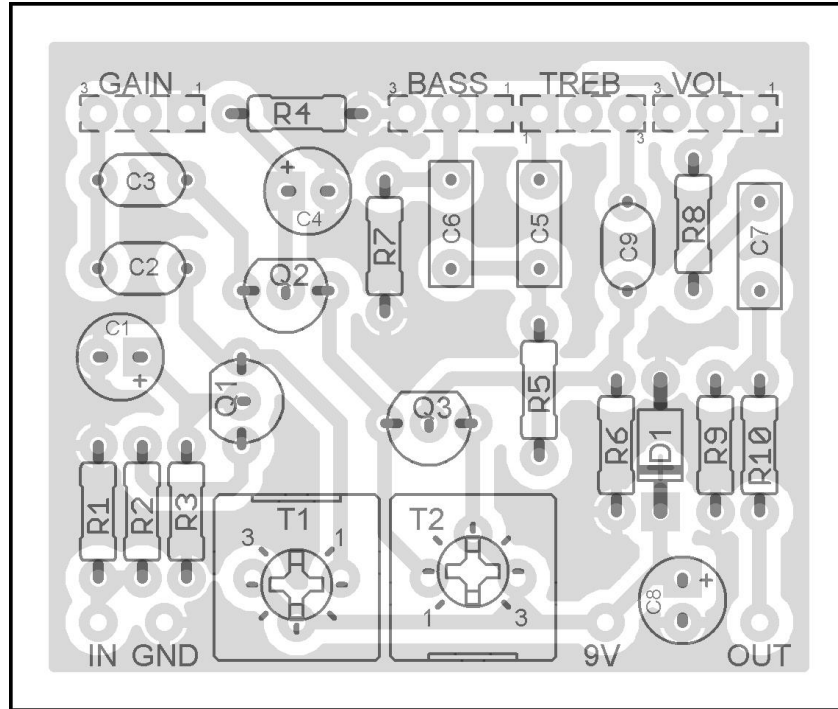 GAIN BASS TREB VOL
3 1 3 1 1 3 3 1
R4
C3
+
C4
R7
C6
C5
C9
R8
C7
C2
Q2
C1
+
Q1
Q3
R5
R6
D1
R9
R10
R1
R2
R3
T1
T2
3 1
1 3
C8
+
IN GND 9V OUT